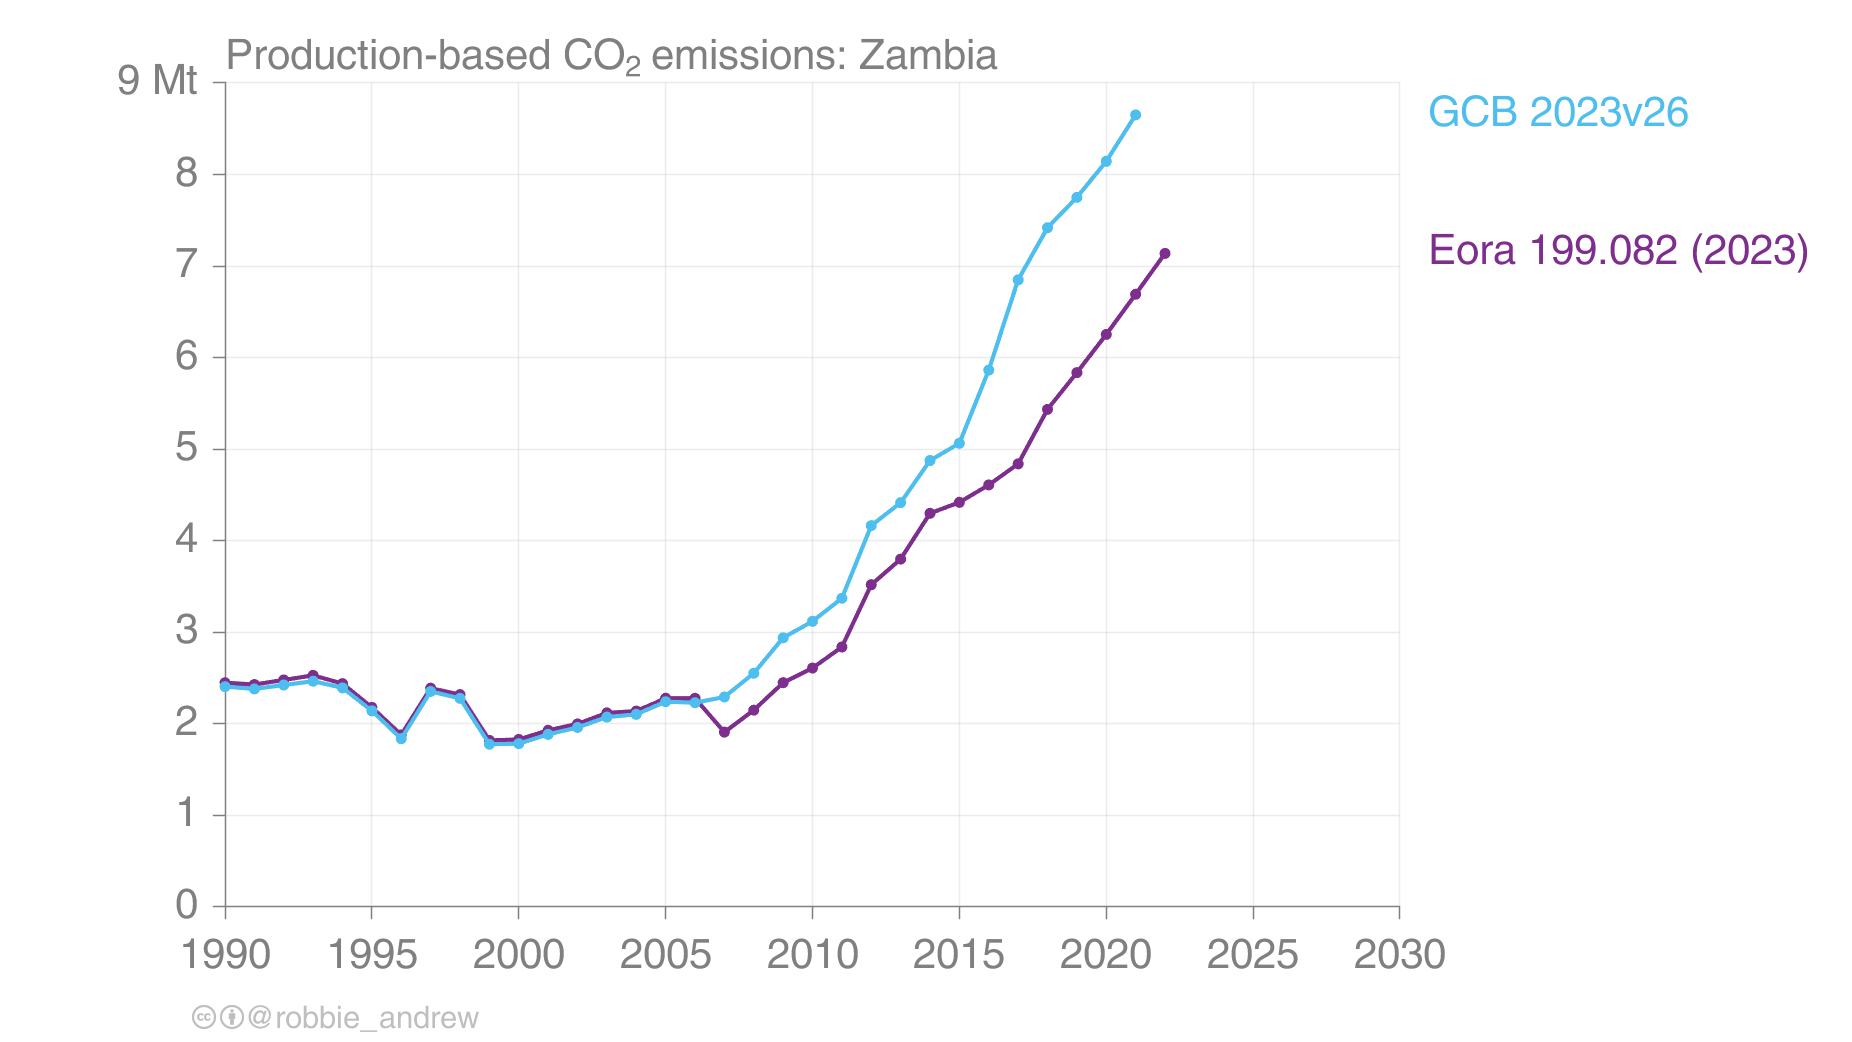 Production-based CO₂ emissions: Zambia
9 Mt
8
7
6
5
4
3
2
1
0
1990 1995 2000 2005 2010 2015 2020 2025 2030
GCB 2023v26
Eora 199.082 (2023)
cc @robbie_andrew